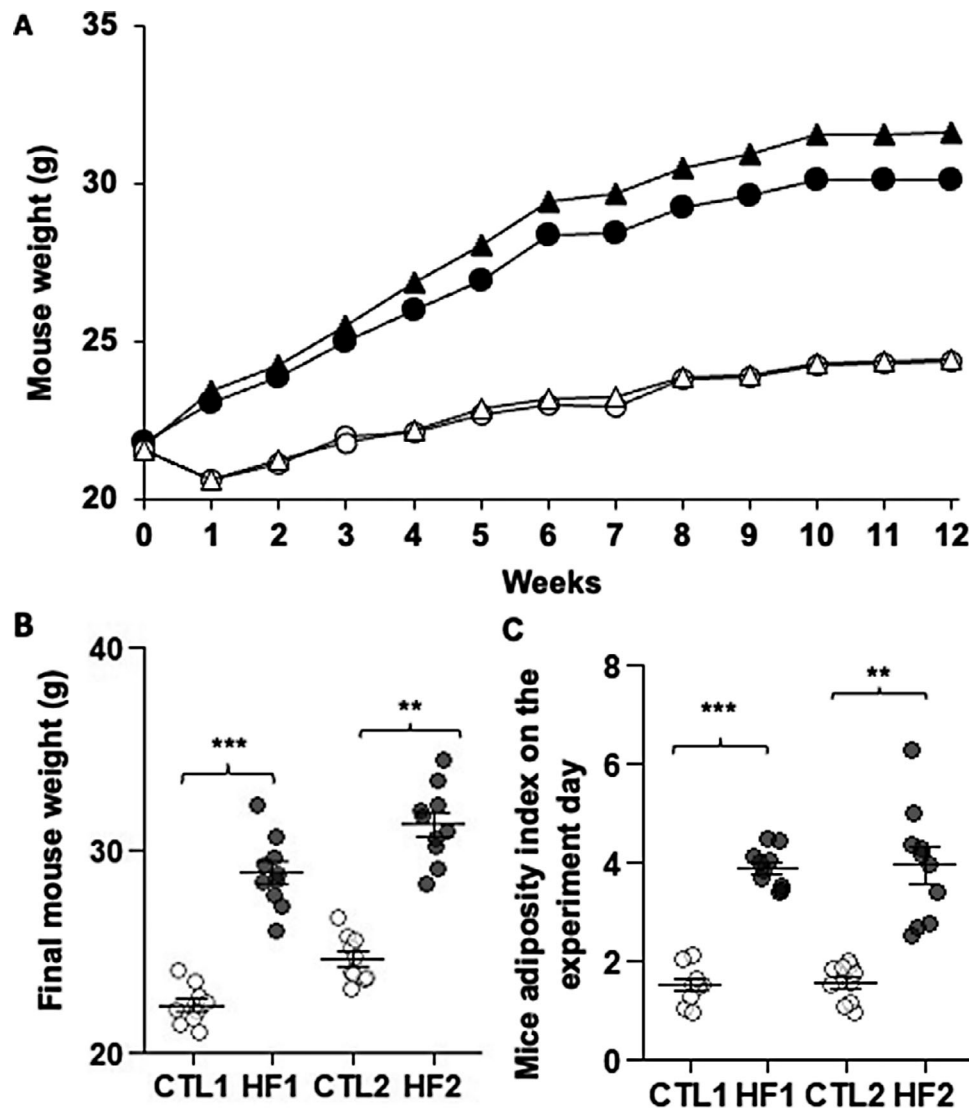 A
35
30
25
20
Mouse weight (g)
0 1 2 3 4 5 6 7 8 9 10 11 12
Weeks
B
40
30
20
Final mouse weight (g)
***
**
CTL1 HF1 CTL2 HF2
C
8
6
4
2
0
Mice adiposity index on the
experiment day
***
**
CTL1 HF1 CTL2 HF2